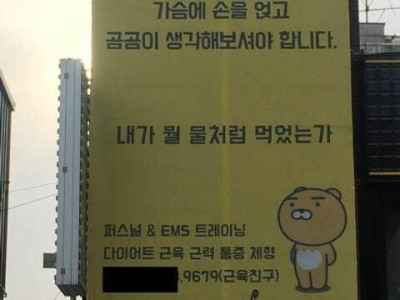 가슴에 손을 얹고
곰곰이 생각해보셔야 합니다.
내가 뭘 물처럼 먹었는가
퍼스널 & EMS 트레이닝
다이어트 근육 근력 통증 체형
.9679(근육친구)